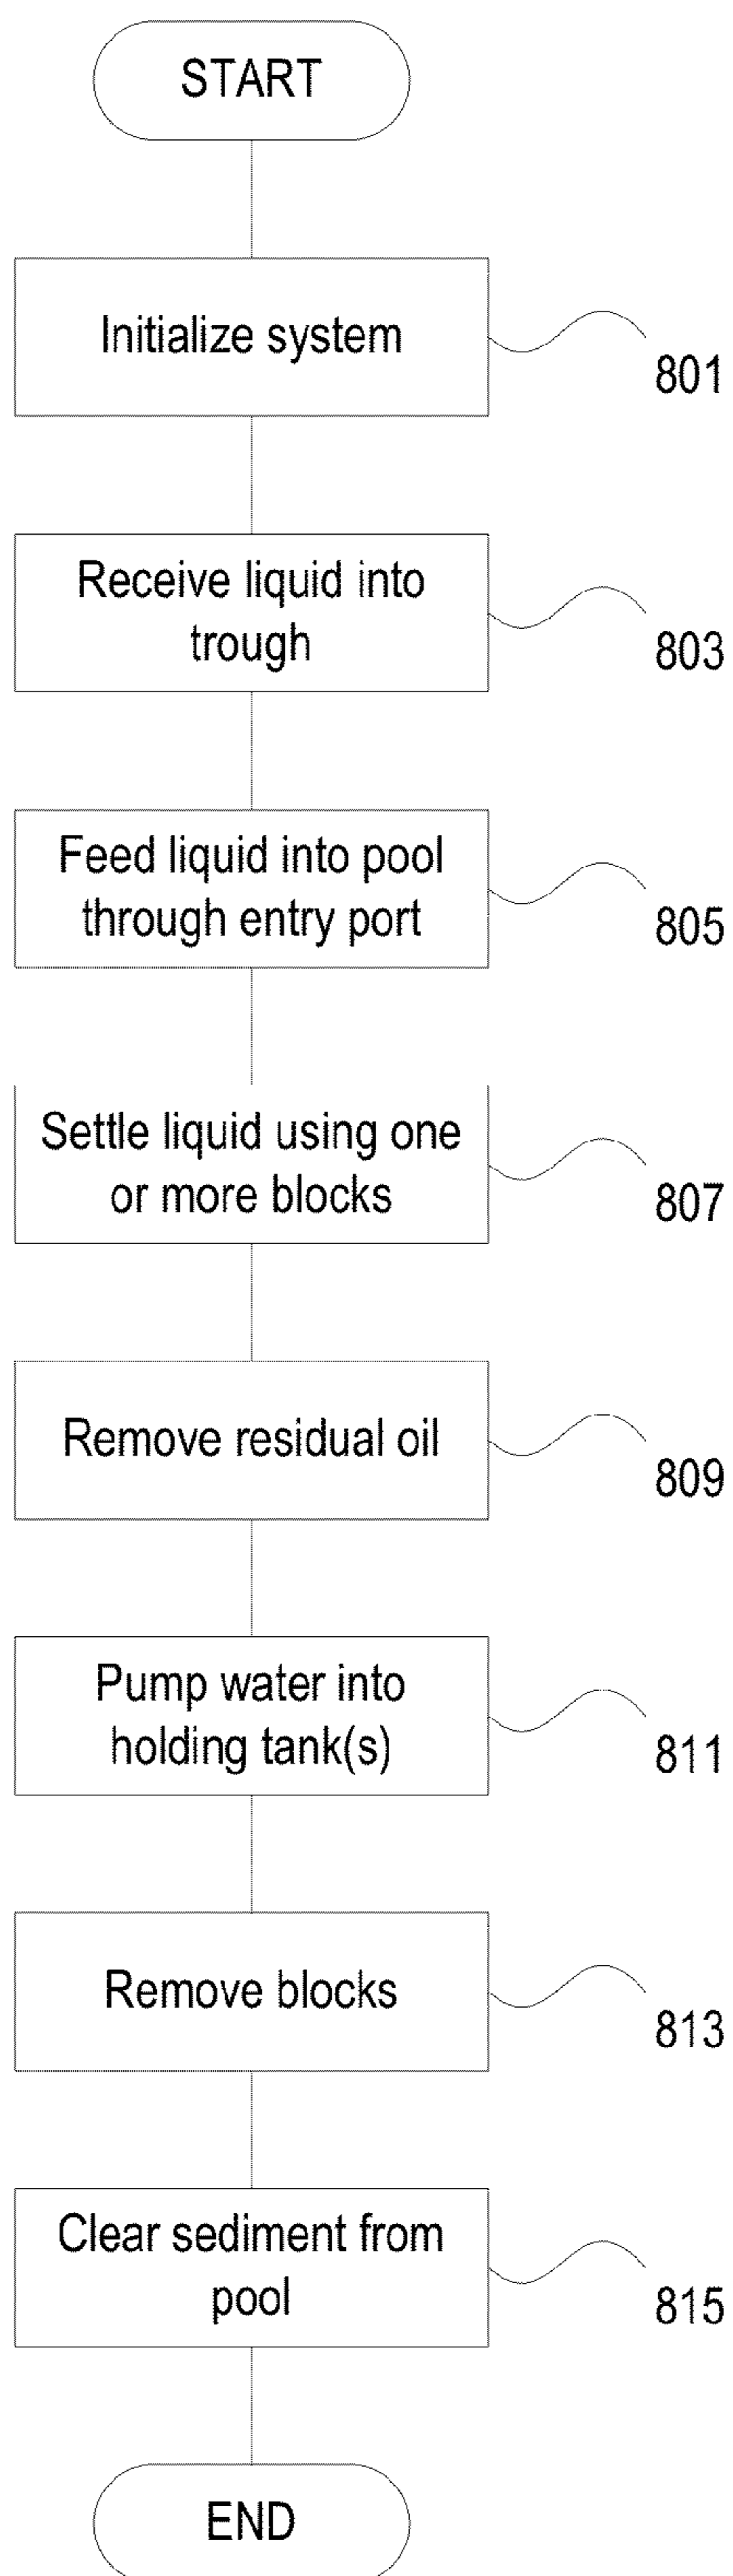 START
Initialize system
801
Receive liquid into
trough
803
Feed liquid into pool
through entry port
805
Settle liquid using one
or more blocks
807
Remove residual oil
809
Pump water into
holding tank(s)
811
Remove blocks
813
Clear sediment from
pool
815
END